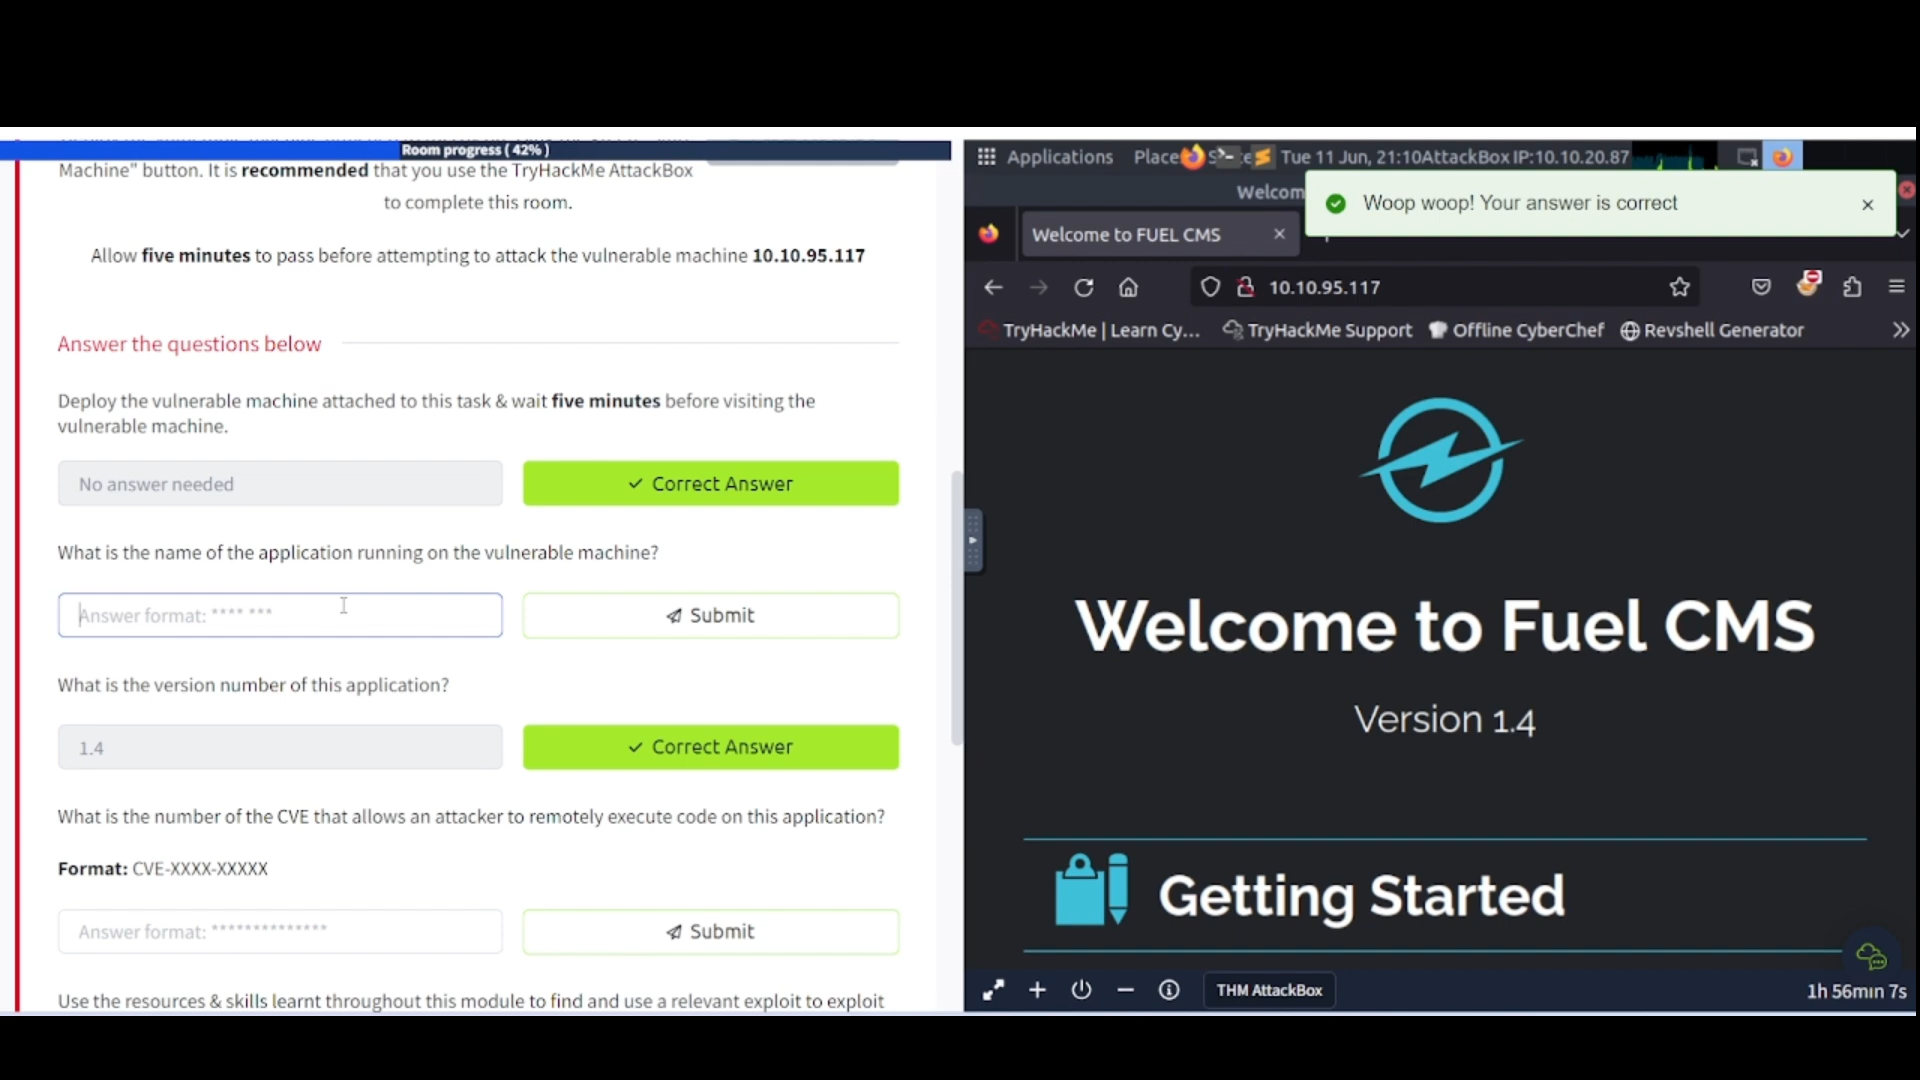 Room progress ( 42% )
Machine" button. It is recommended that you use the TryHackMe AttackBox
to complete this room.
Allow five minutes to pass before attempting to attack the vulnerable machine 10.10.95.117
Answer the questions below
Deploy the vulnerable machine attached to this task & wait five minutes before visiting the
vulnerable machine.
No answer needed
Correct Answer
What is the name of the application running on the vulnerable machine?
Answer format: **** ***
Submit
What is the version number of this application?
1.4
Correct Answer
What is the number of the CVE that allows an attacker to remotely execute code on this application?
Format: CVE-XXXX-XXXXX
Answer format: **************
Submit
Use the resources & skills learnt throughout this module to find and use a relevant exploit to exploit
Applications Place Tue 11 Jun, 21:10 AttackBox IP:10.10.20.87
Welcom
Woop woop! Your answer is correct
Welcome to FUEL CMS
10.10.95.117
TryHackMe | Learn Cy... TryHackMe Support Offline CyberChef Revshell Generator
Welcome to Fuel CMS
Version 1.4
Getting Started
THM AttackBox
1h 56min 7s